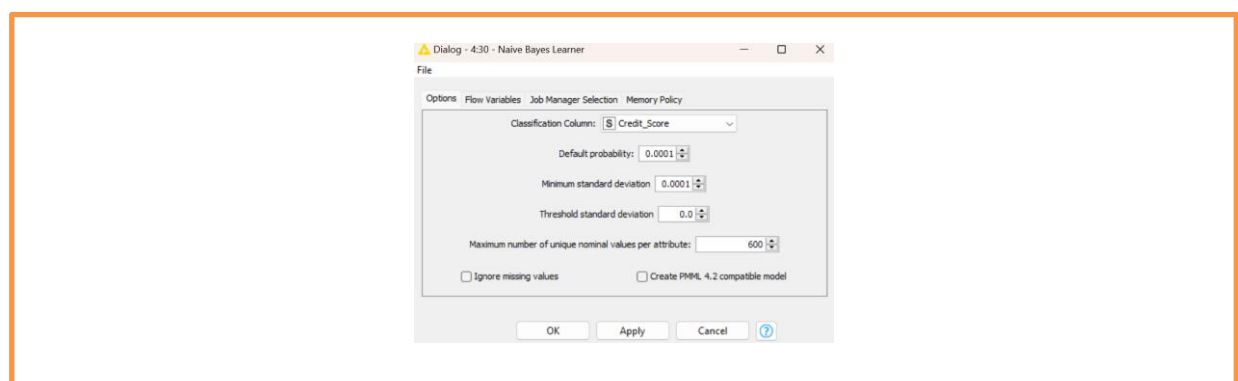 Dialog - 4:30 - Naive Bayes Learner
File
Options Flow Variables Job Manager Selection Memory Policy
Classification Column: S Credit_Score
Default probability: 0.0001
Minimum standard deviation 0.0001
Threshold standard deviation 0.0
Maximum number of unique nominal values per attribute: 600
Ignore missing values Create PMML 4.2 compatible model
OK Apply Cancel ?